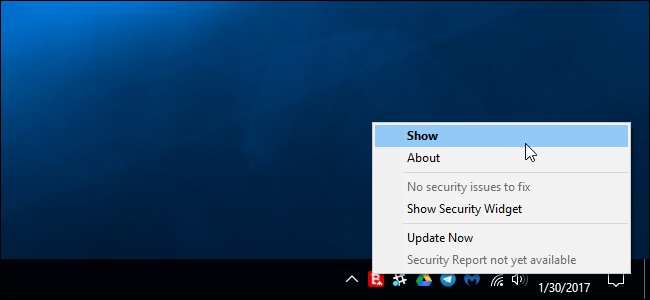 Show
About
No security issues to fix
Show Security Widget
Update Now
Security Report not yet available
1/30/2017